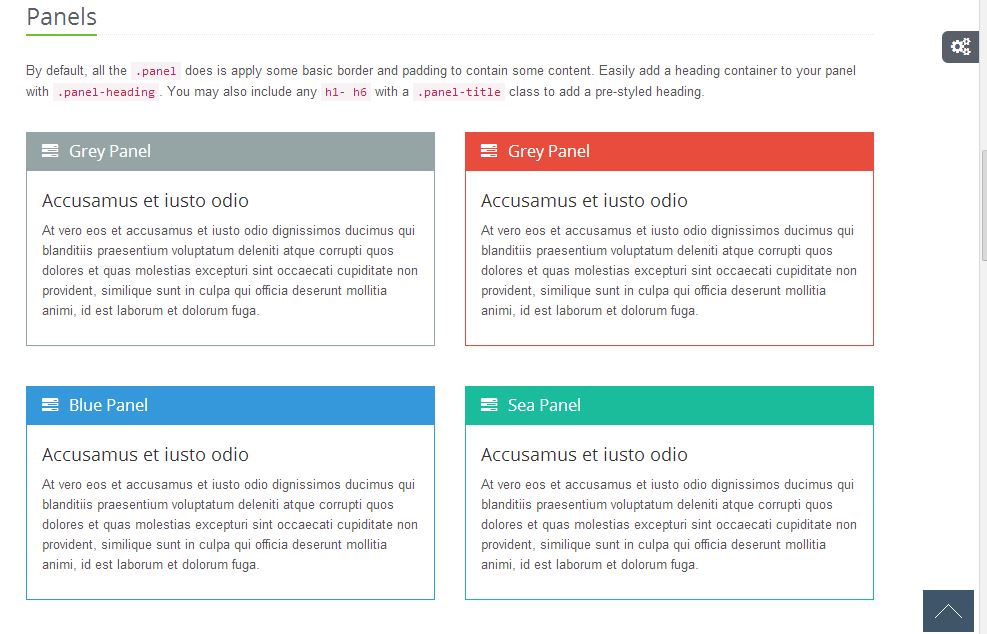 Panels
By default, all the .panel does is apply some basic border and padding to contain some content. Easily add a heading container to your panel
with .panel-heading. You may also include any h1- h6 with a .panel-title class to add a pre-styled heading.
Grey Panel
Accusamus et iusto odio
At vero eos et accusamus et iusto odio dignissimos ducimus qui
blanditiis praesentium voluptatum deleniti atque corrupti quos
dolores et quas molestias excepturi sint occaecati cupiditate non
provident, similique sunt in culpa qui officia deserunt mollitia
animi, id est laborum et dolorum fuga.
Grey Panel
Accusamus et iusto odio
At vero eos et accusamus et iusto odio dignissimos ducimus qui
blanditiis praesentium voluptatum deleniti atque corrupti quos
dolores et quas molestias excepturi sint occaecati cupiditate non
provident, similique sunt in culpa qui officia deserunt mollitia
animi, id est laborum et dolorum fuga.
Blue Panel
Accusamus et iusto odio
At vero eos et accusamus et iusto odio dignissimos ducimus qui
blanditiis praesentium voluptatum deleniti atque corrupti quos
dolores et quas molestias excepturi sint occaecati cupiditate non
provident, similique sunt in culpa qui officia deserunt mollitia
animi, id est laborum et dolorum fuga.
Sea Panel
Accusamus et iusto odio
At vero eos et accusamus et iusto odio dignissimos ducimus qui
blanditiis praesentium voluptatum deleniti atque corrupti quos
dolores et quas molestias excepturi sint occaecati cupiditate non
provident, similique sunt in culpa qui officia deserunt mollitia
animi, id est laborum et dolorum fuga.